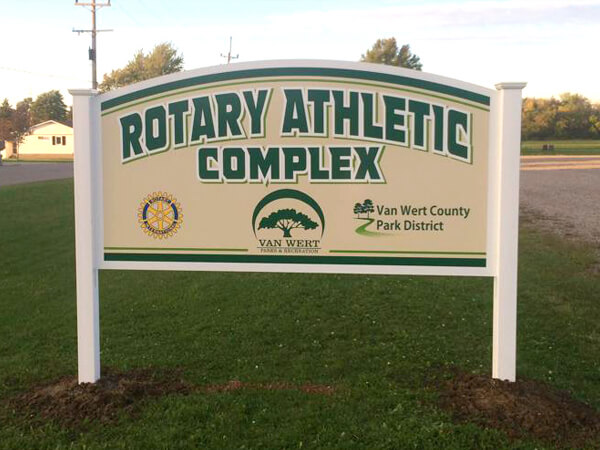 ROTARY ATHLETIC
COMPLEX
VAN WERT
PARKS & RECREATION
Van Wert County
Park District